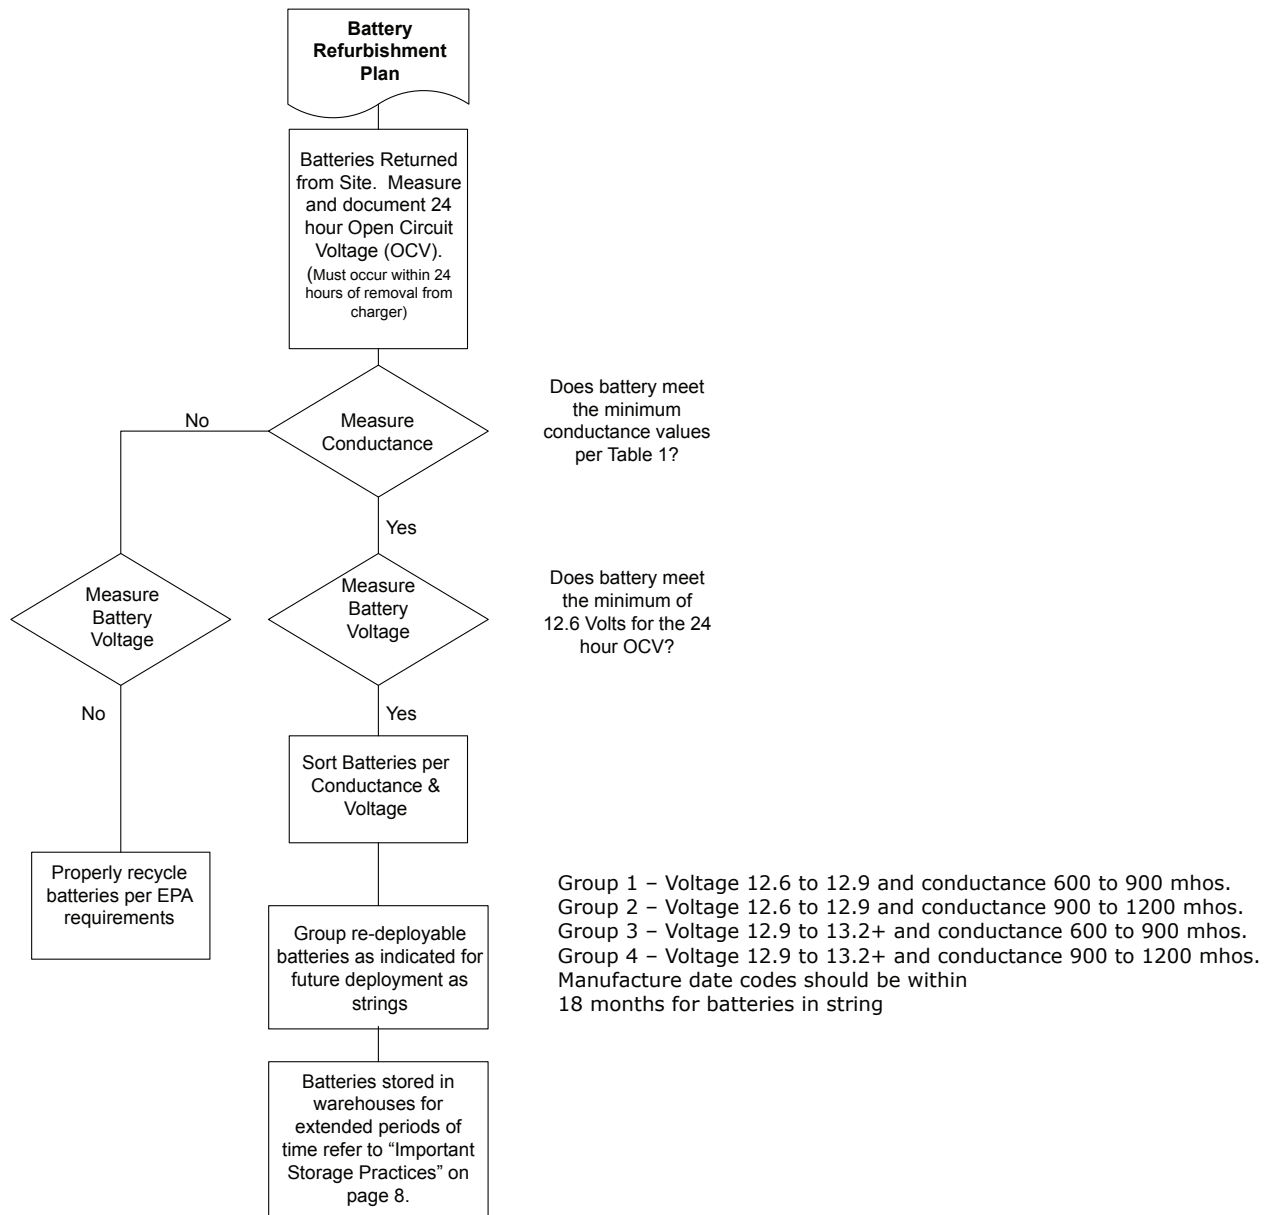 Battery
Refurbishment
Plan
Batteries Returned
from Site. Measure
and document 24
hour Open Circuit
Voltage (OCV).
(Must occur within 24
hours of removal from
charger)
Does battery meet
the minimum
conductance values
per Table 1?
No
Measure
Conductance
Yes
Does battery meet
the minimum of
12.6 Volts for the 24
hour OCV?
Measure
Battery
Voltage
Measure
Battery
Voltage
No
Yes
Sort Batteries per
Conductance &
Voltage
Properly recycle
batteries per EPA
requirements
Group re-deployable
batteries as indicated for
future deployment as
strings
Group 1 – Voltage 12.6 to 12.9 and conductance 600 to 900 mhos.
Group 2 – Voltage 12.6 to 12.9 and conductance 900 to 1200 mhos.
Group 3 – Voltage 12.9 to 13.2+ and conductance 600 to 900 mhos.
Group 4 – Voltage 12.9 to 13.2+ and conductance 900 to 1200 mhos.
Manufacture date codes should be within
18 months for batteries in string
Batteries stored in
warehouses for
extended periods of
time refer to “Important
Storage Practices” on
page 8.